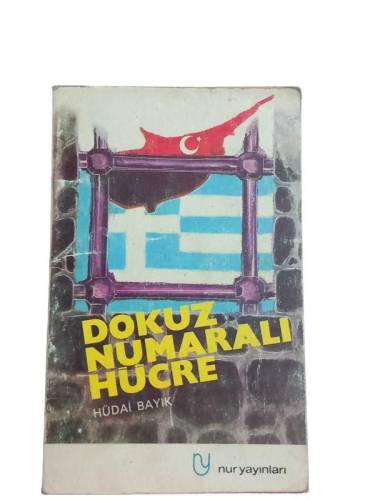 DOKUZ
NUMARALI
HÜCRE
HÜDAİ BAYIK
nur yayınları